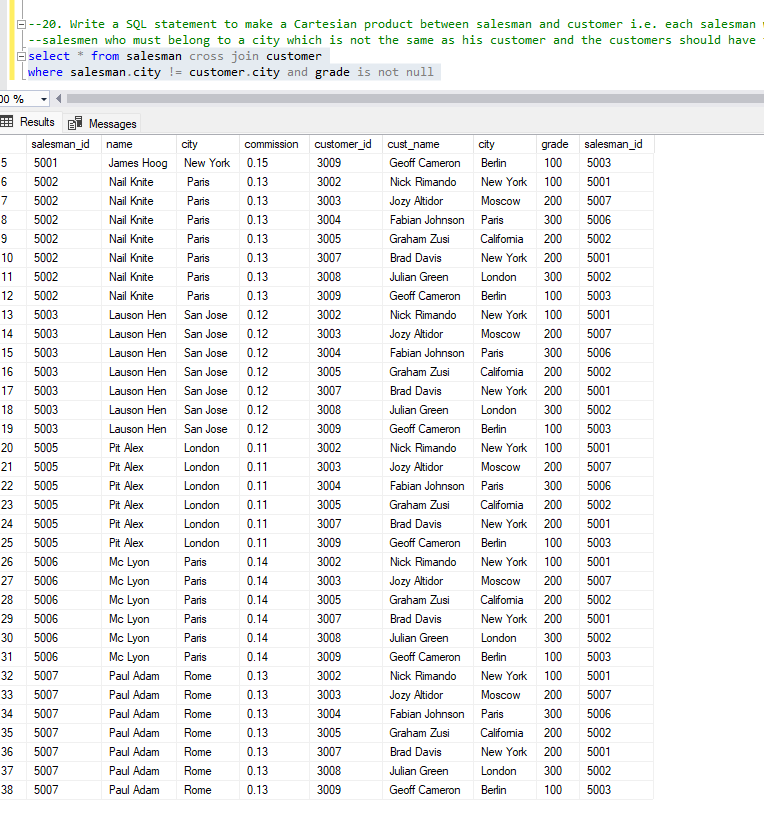 --20. Write a SQL statement to make a Cartesian product between salesman and customer i.e. each salesman
--salesmen who must belong to a city which is not the same as his customer and the customers should have
select * from salesman cross join customer
where salesman.city != customer.city and grade is not null
00 %
Results Messages
salesman_id name city commission customer_id cust_name city grade salesman_id
5 5001 James Hoog New York 0.15 3009 Geoff Cameron Berlin 100 5003
6 5002 Nail Knite Paris 0.13 3002 Nick Rimando New York 100 5001
7 5002 Nail Knite Paris 0.13 3003 Jozy Altidor Moscow 200 5007
8 5002 Nail Knite Paris 0.13 3004 Fabian Johnson Paris 300 5006
9 5002 Nail Knite Paris 0.13 3005 Graham Zusi California 200 5002
10 5002 Nail Knite Paris 0.13 3007 Brad Davis New York 200 5001
11 5002 Nail Knite Paris 0.13 3008 Julian Green London 300 5002
12 5002 Nail Knite Paris 0.13 3009 Geoff Cameron Berlin 100 5003
13 5003 Lauson Hen San Jose 0.12 3002 Nick Rimando New York 100 5001
14 5003 Lauson Hen San Jose 0.12 3003 Jozy Altidor Moscow 200 5007
15 5003 Lauson Hen San Jose 0.12 3004 Fabian Johnson Paris 300 5006
16 5003 Lauson Hen San Jose 0.12 3005 Graham Zusi California 200 5002
17 5003 Lauson Hen San Jose 0.12 3007 Brad Davis New York 200 5001
18 5003 Lauson Hen San Jose 0.12 3008 Julian Green London 300 5002
19 5003 Lauson Hen San Jose 0.12 3009 Geoff Cameron Berlin 100 5003
20 5005 Pit Alex London 0.11 3002 Nick Rimando New York 100 5001
21 5005 Pit Alex London 0.11 3003 Jozy Altidor Moscow 200 5007
22 5005 Pit Alex London 0.11 3004 Fabian Johnson Paris 300 5006
23 5005 Pit Alex London 0.11 3005 Graham Zusi California 200 5002
24 5005 Pit Alex London 0.11 3007 Brad Davis New York 200 5001
25 5005 Pit Alex London 0.11 3009 Geoff Cameron Berlin 100 5003
26 5006 Mc Lyon Paris 0.14 3002 Nick Rimando New York 100 5001
27 5006 Mc Lyon Paris 0.14 3003 Jozy Altidor Moscow 200 5007
28 5006 Mc Lyon Paris 0.14 3005 Graham Zusi California 200 5002
29 5006 Mc Lyon Paris 0.14 3007 Brad Davis New York 200 5001
30 5006 Mc Lyon Paris 0.14 3008 Julian Green London 300 5002
31 5006 Mc Lyon Paris 0.14 3009 Geoff Cameron Berlin 100 5003
32 5007 Paul Adam Rome 0.13 3002 Nick Rimando New York 100 5001
33 5007 Paul Adam Rome 0.13 3003 Jozy Altidor Moscow 200 5007
34 5007 Paul Adam Rome 0.13 3004 Fabian Johnson Paris 300 5006
35 5007 Paul Adam Rome 0.13 3005 Graham Zusi California 200 5002
36 5007 Paul Adam Rome 0.13 3007 Brad Davis New York 200 5001
37 5007 Paul Adam Rome 0.13 3008 Julian Green London 300 5002
38 5007 Paul Adam Rome 0.13 3009 Geoff Cameron Berlin 100 5003